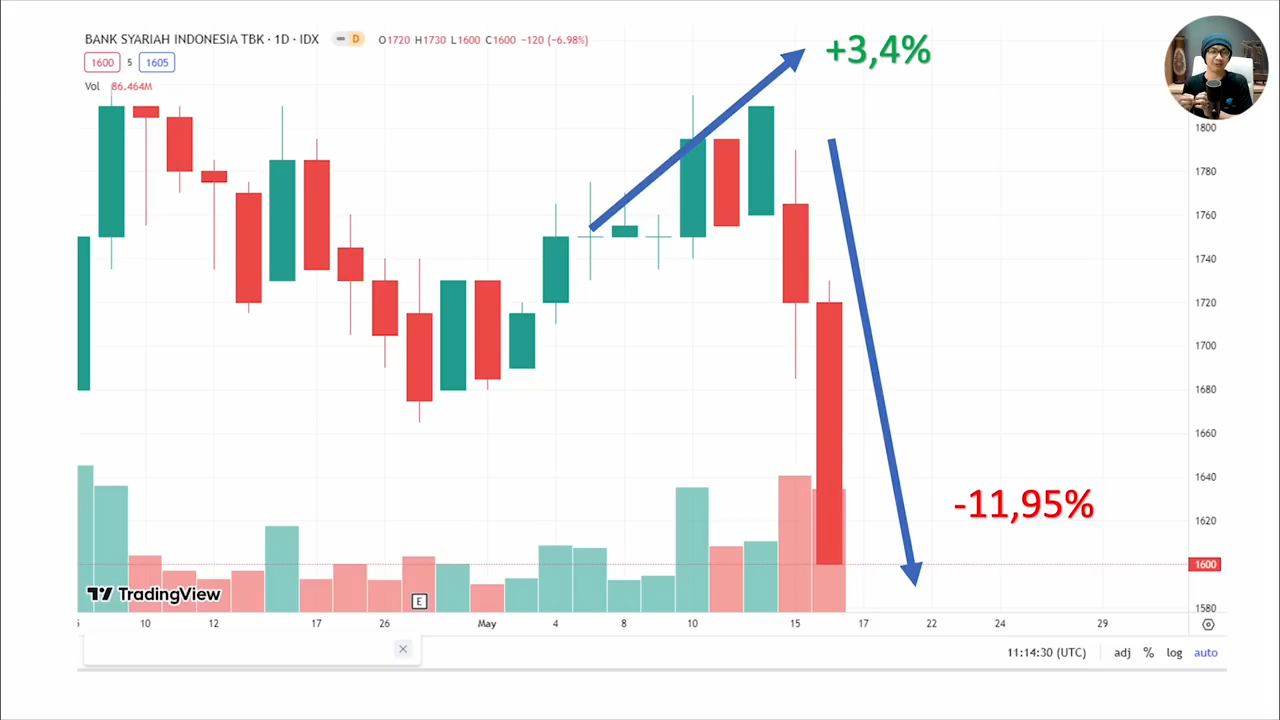 BANK SYARIAH INDONESIA TBK · 1D · IDX D O1720 H1730 L1600 C1600 −120 (−6.98%)
1600 5 1605
Vol 86.464M
+3,4%
1800
1780
1760
1740
1720
1700
1680
1660
1640
-11,95%
1620
1600
1580
TradingView
E
10 12 17 26 May 4 8 10 15 17 22 24 29
11:14:30 (UTC) adj % log auto